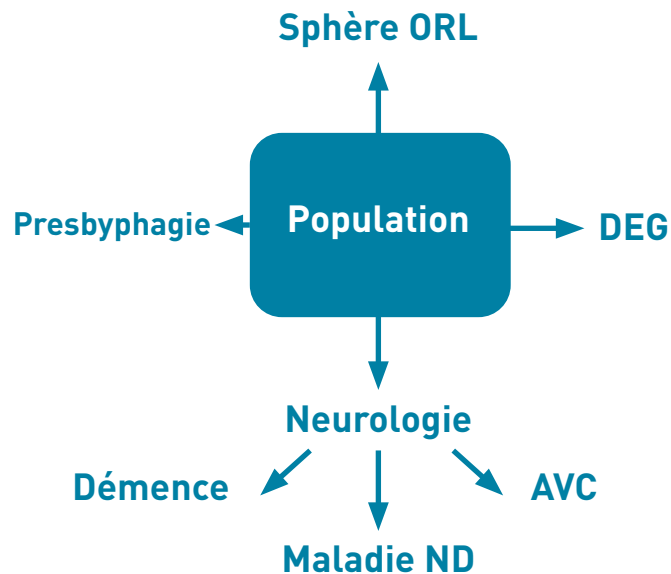 Sphère ORL
Presbyphagie
Population
DEG
Neurologie
Démence
AVC
Maladie ND